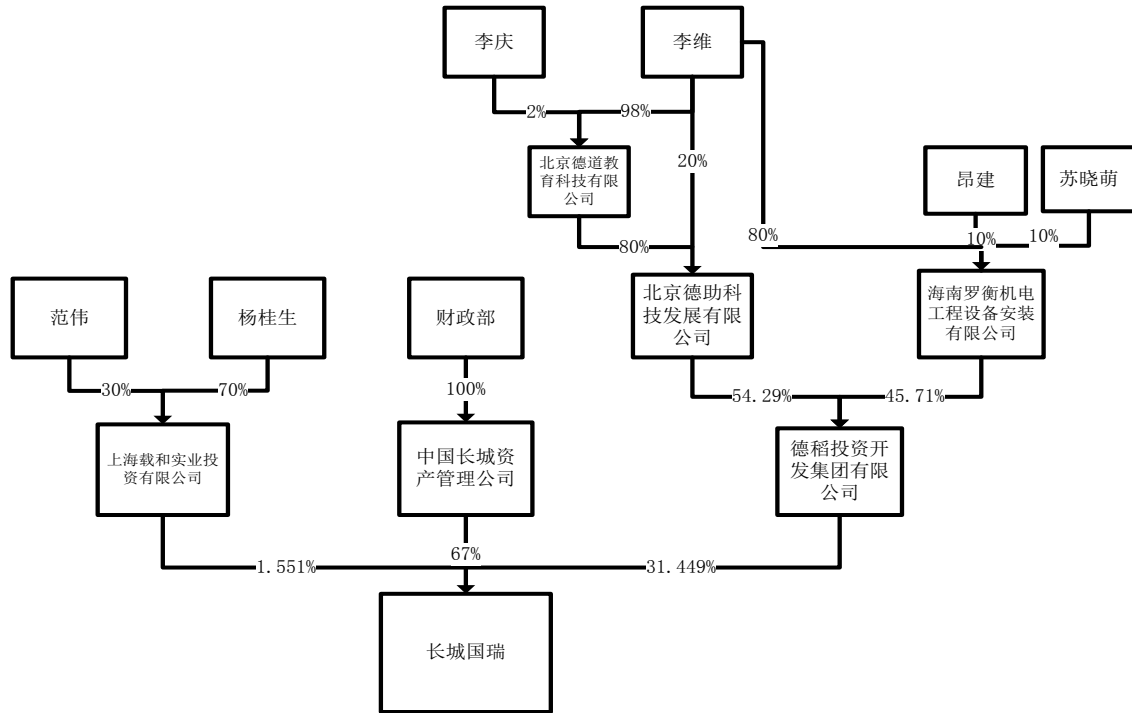 李庆
李维
2%
98%
北京德道教
育科技有限
公司
20%
昂建
苏晓萌
80%
80%
10%
10%
范伟
杨桂生
财政部
北京德助科
技发展有限
公司
海南罗衡机电
工程设备安装
有限公司
30%
70%
100%
54.29%
45.71%
上海载和实业投
资有限公司
中国长城资
产管理公司
德稻投资开
发集团有限
公司
1.551%
67%
31.449%
长城国瑞